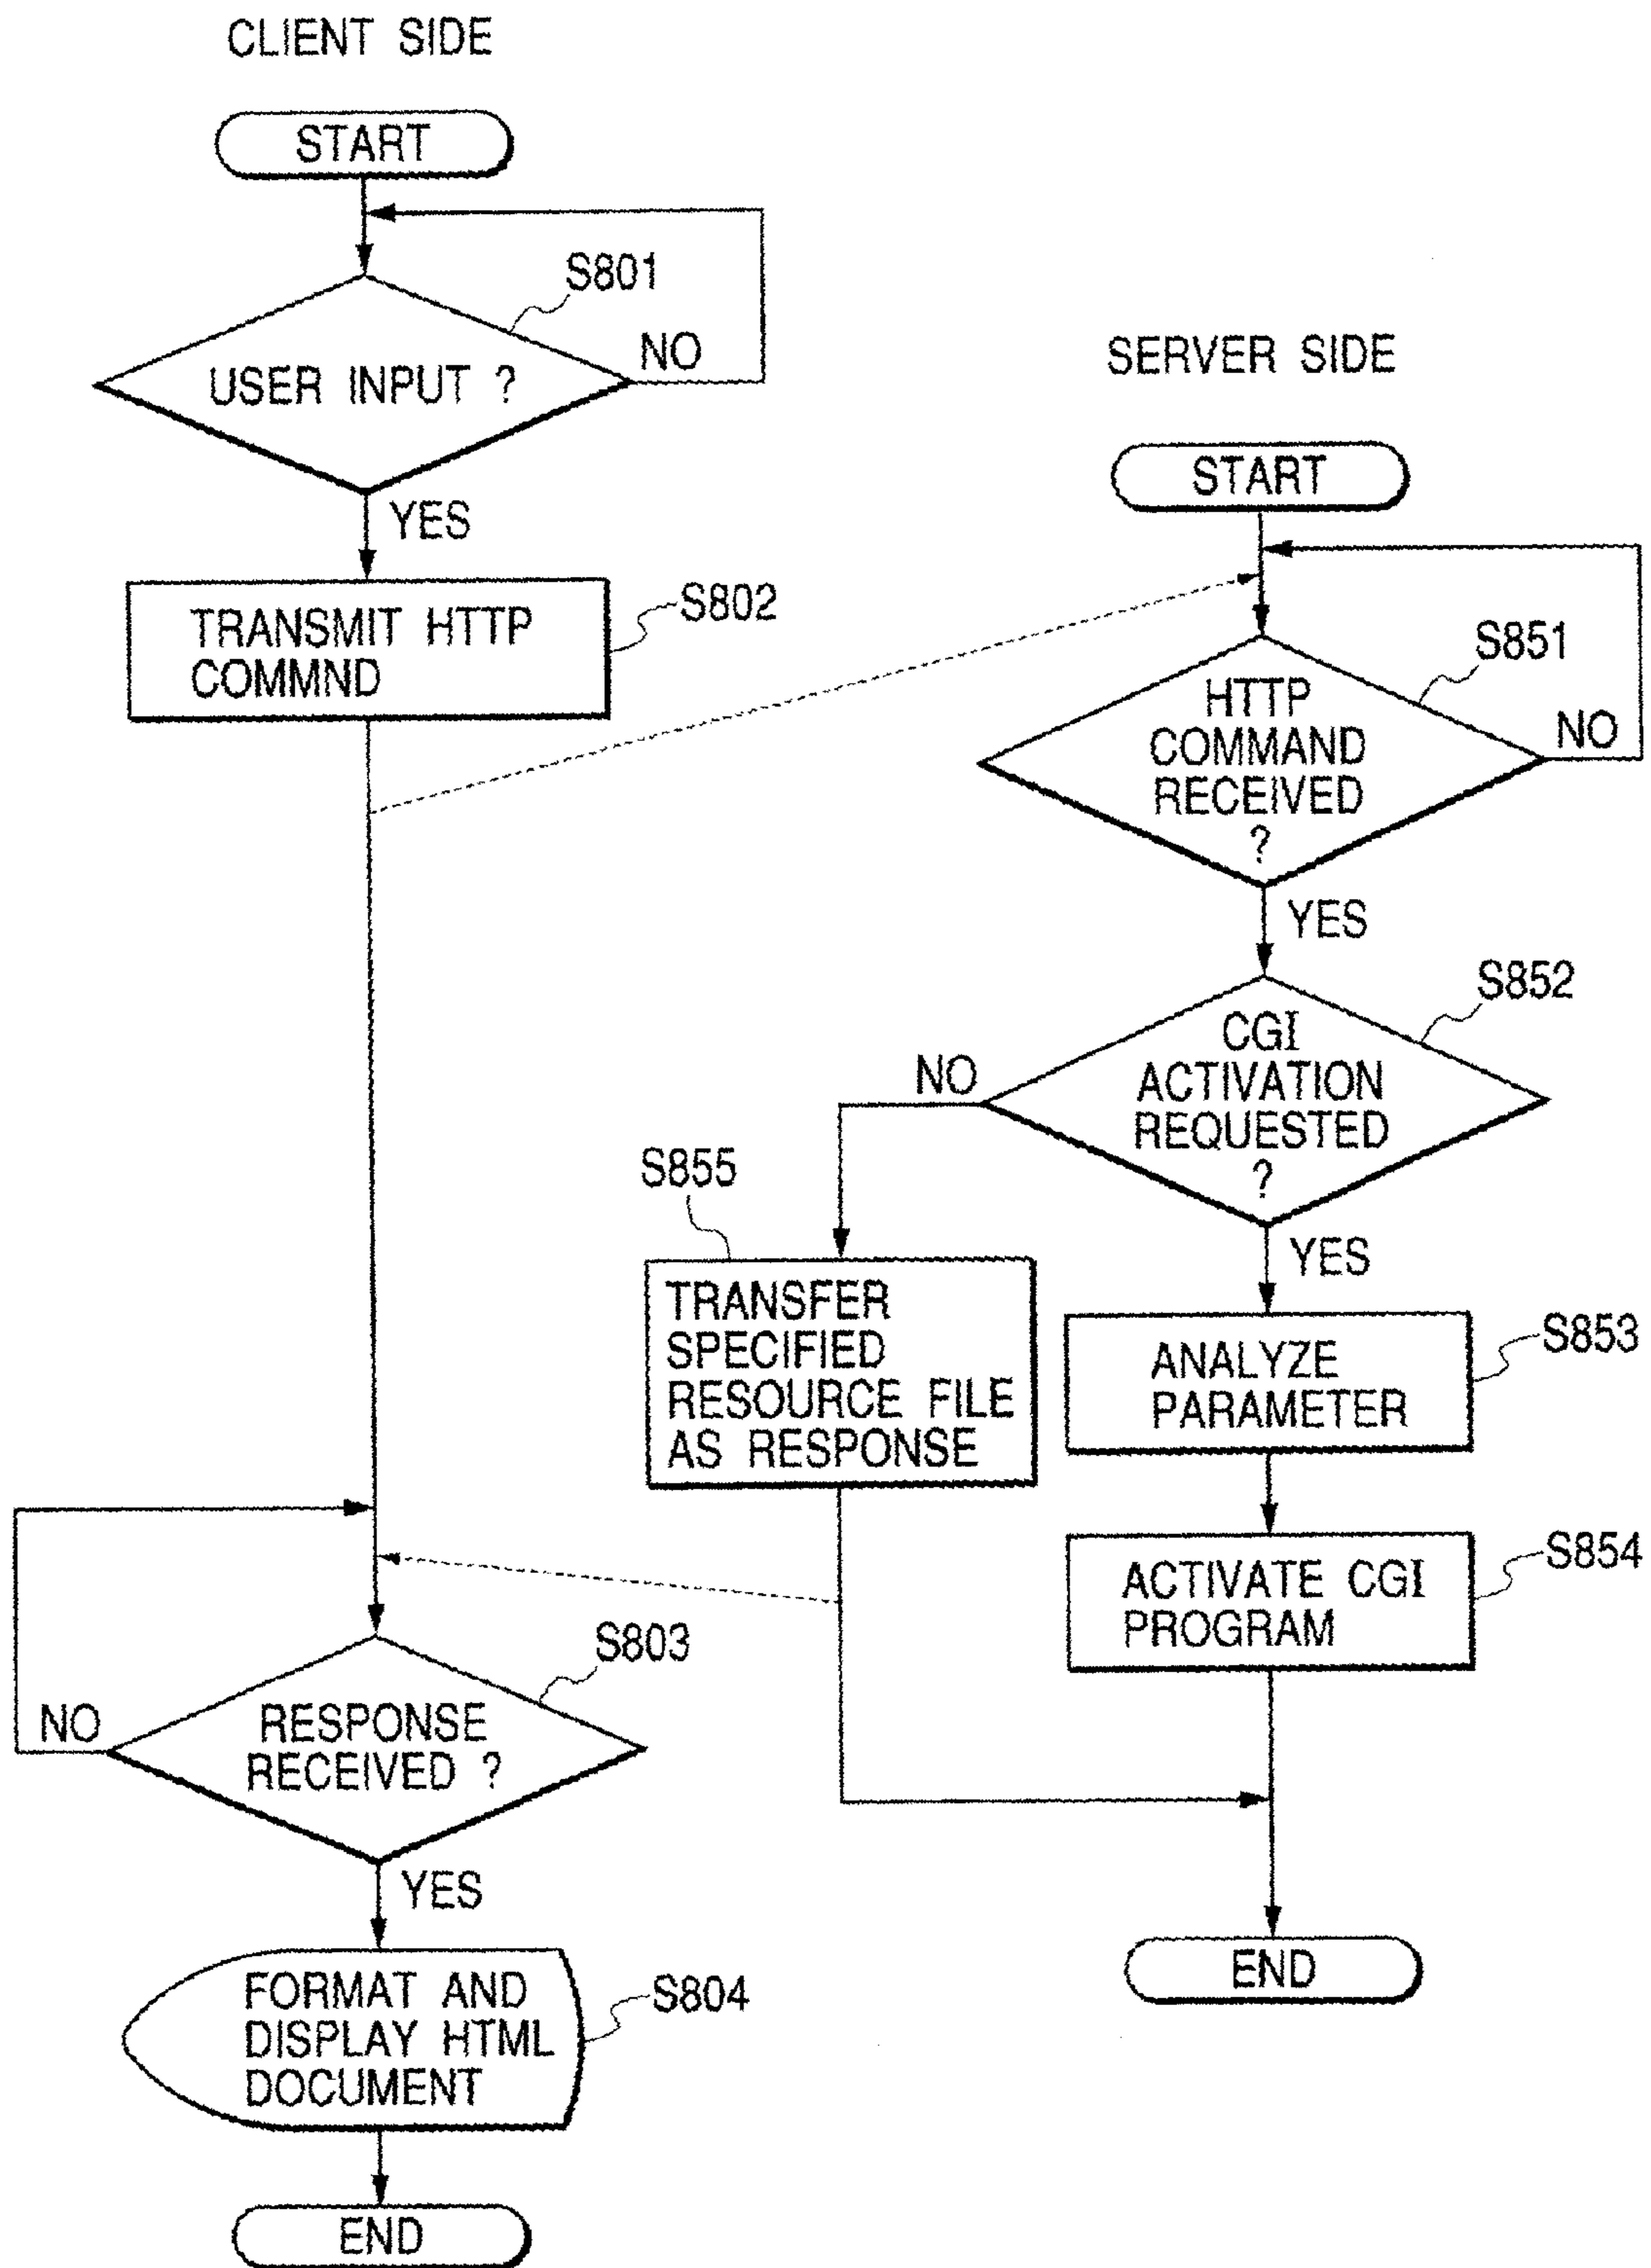 CLIENT SIDE
START
S801
USER INPUT ?
NO
YES
TRANSMIT HTTP
COMMND
S802
RESPONSE
RECEIVED ?
S803
NO
YES
FORMAT AND
DISPLAY HTML
DOCUMENT
S804
END
SERVER SIDE
START
S851
HTTP
COMMAND
RECEIVED
?
NO
YES
S852
CGI
ACTIVATION
REQUESTED
?
NO
YES
S855
TRANSFER
SPECIFIED
RESOURCE FILE
AS RESPONSE
ANALYZE
PARAMETER
S853
ACTIVATE CGI
PROGRAM
S854
END